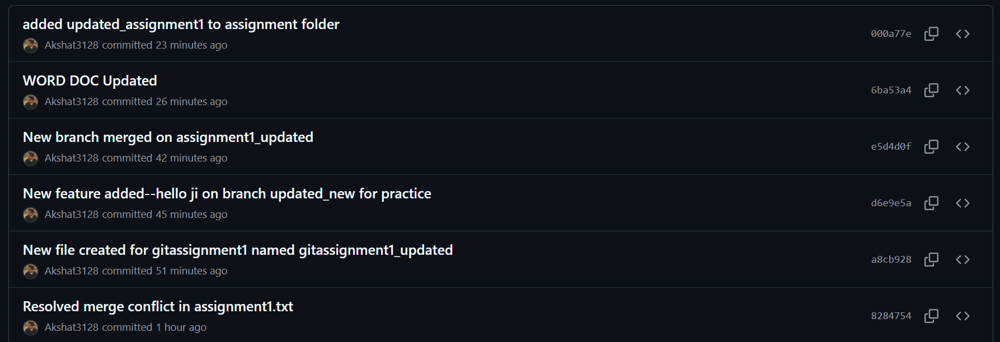 added updated_assignment1 to assignment folder
Akshat3128 committed 23 minutes ago
000a77e
WORD DOC Updated
Akshat3128 committed 26 minutes ago
6ba53a4
New branch merged on assignment1_updated
Akshat3128 committed 42 minutes ago
e5d4d0f
New feature added--hello ji on branch updated_new for practice
Akshat3128 committed 45 minutes ago
d6e9e5a
New file created for gitassignment1 named gitassignment1_updated
Akshat3128 committed 51 minutes ago
a8cb928
Resolved merge conflict in assignment1.txt
Akshat3128 committed 1 hour ago
8284754